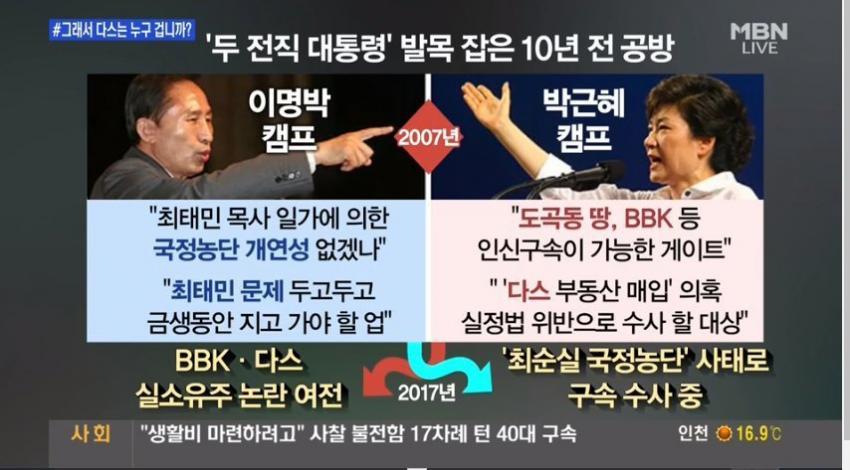 #그래서 다스는 누구 겁니까?
MBN
LIVE
'두 전직 대통령' 발목 잡은 10년 전 공방
이명박
캠프
2007년
박근혜
캠프
"최태민 목사 일가에 의한
국정농단 개연성 없겠나"
"최태민 문제 두고두고
금생동안 지고 가야 할 업"
"도곡동 땅, BBK 등
인신구속이 가능한 게이트"
" '다스 부동산 매입' 의혹
실정법 위반으로 수사 할 대상"
BBK · 다스
실소유주 논란 여전
2017년
'최순실 국정농단' 사태로
구속 수사 중
사회 "생활비 마련하려고" 사찰 불전함 17차례 턴 40대 구속 인천 16.9℃